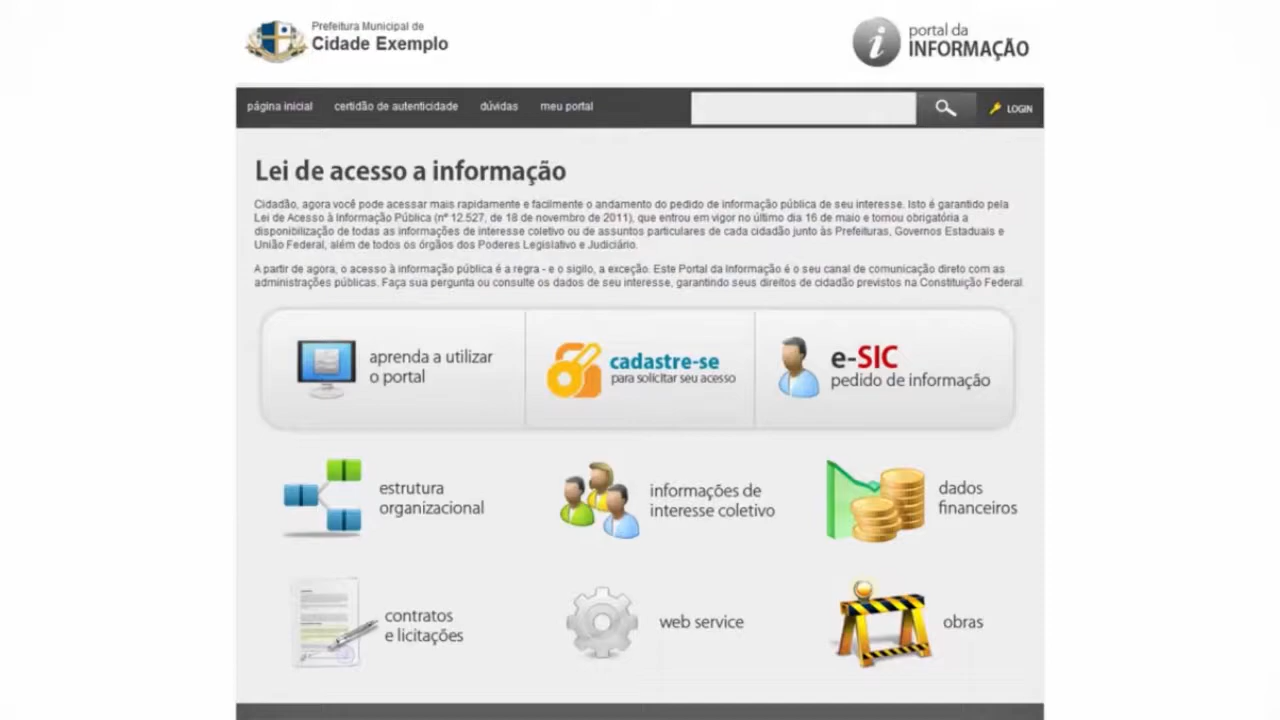 Prefeitura Municipal de
Cidade Exemplo
portal da
INFORMAÇÃO
página inicial certidão de autenticidade dúvidas meu portal LOGIN
Lei de acesso a informação
Cidadão, agora você pode acessar mais rapidamente e facilmente o andamento do pedido de informação pública de seu interesse. Isto é garantido pela
Lei de Acesso à Informação Pública (nº 12.527, de 18 de novembro de 2011), que entrou em vigor no último dia 16 de maio e tornou obrigatória a
disponibilização de todas as informações de interesse coletivo ou de assuntos particulares de cada cidadão junto às Prefeituras, Governos Estaduais e
União Federal, além de todos os órgãos dos Poderes Legislativo e Judiciário.
A partir de agora, o acesso à informação pública é a regra - e o sigilo, a exceção. Este Portal da Informação é o seu canal de comunicação direto com as
administrações públicas. Faça sua pergunta ou consulte os dados de seu interesse, garantindo seus direitos de cidadão previstos na Constituição Federal
aprenda a utilizar
o portal
cadastre-se
para solicitar seu acesso
e-SIC
pedido de informação
estrutura
organizacional
informações de
interesse coletivo
dados
financeiros
contratos
e licitações
web service
obras